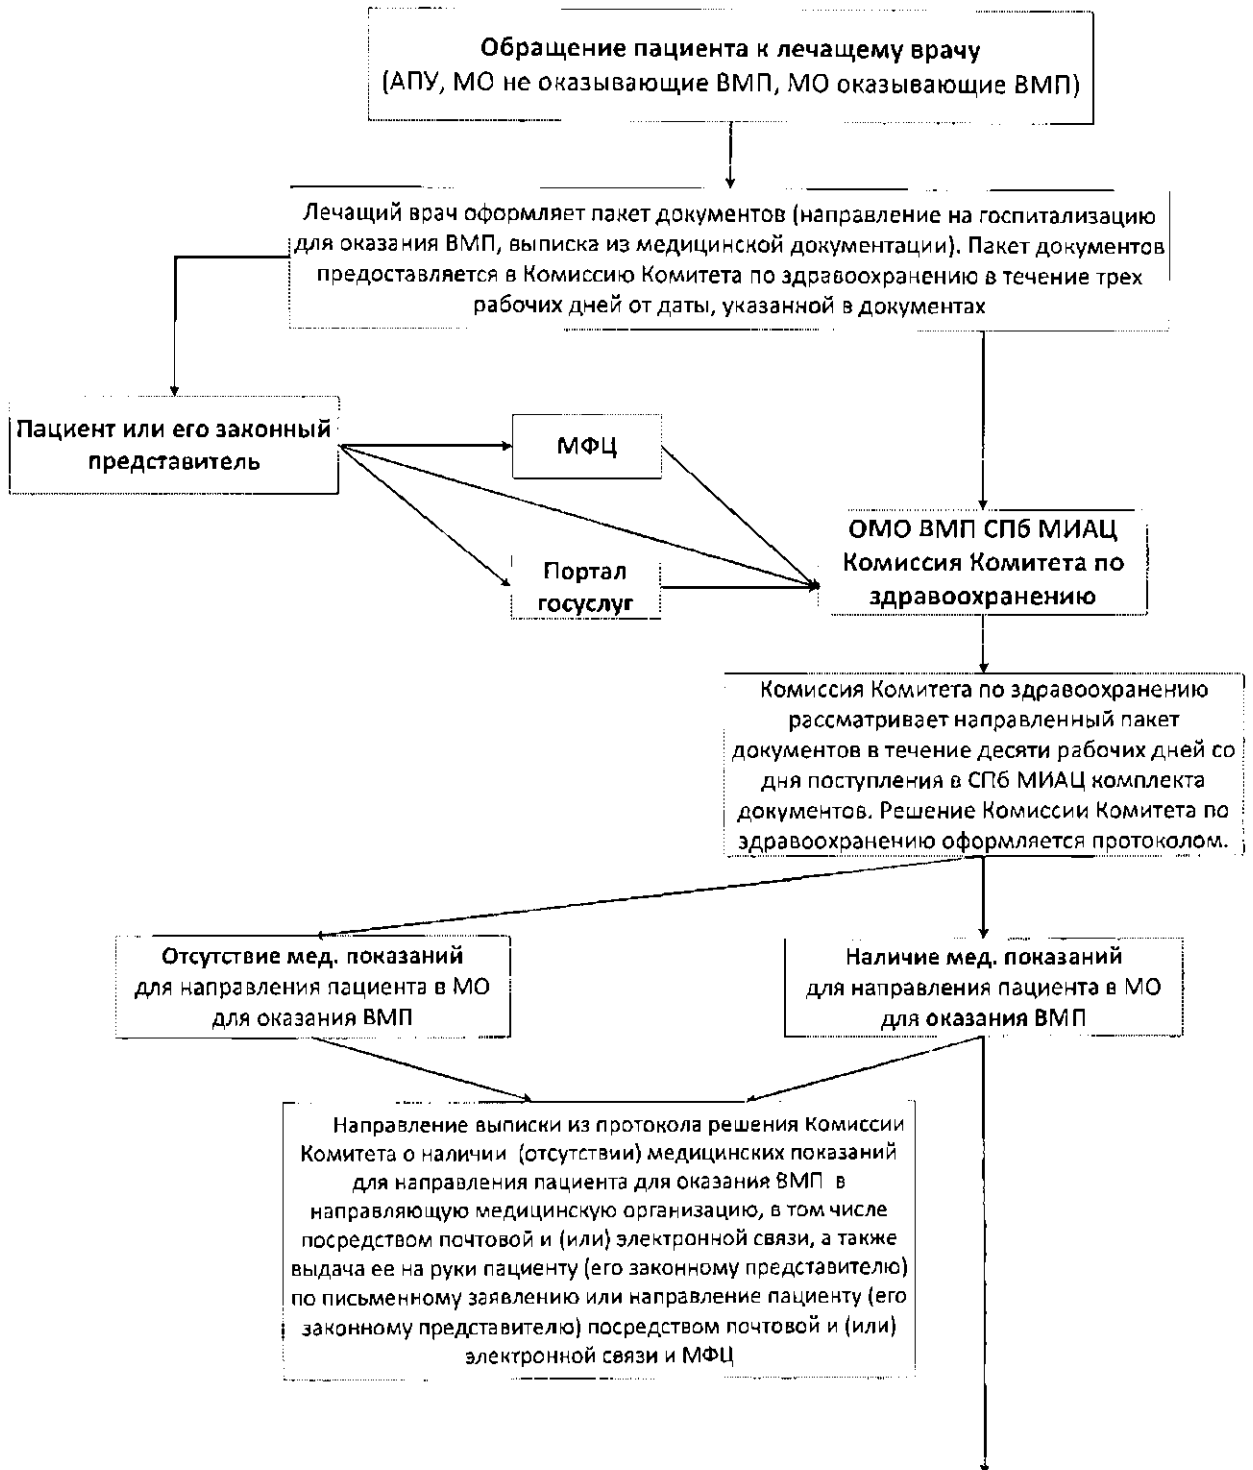 Обращение пациента к лечащему врачу
(АПУ, МО не оказывающие ВМП, МО оказывающие ВМП)
Лечащий врач оформляет пакет документов (направление на госпитализацию
для оказания ВМП, выписка из медицинской документации). Пакет документов
предоставляется в Комиссию Комитета по здравоохранению в течение трех
рабочих дней от даты, указанной в документах
Пациент или его законный
представитель
МФЦ
Портал
госуслуг
ОМО ВМП СПб МИАЦ
Комиссия Комитета по
здравоохранению
Комиссия Комитета по здравоохранению
рассматривает направленный пакет
документов в течение десяти рабочих дней со
дня поступления в СПб МИАЦ комплекта
документов. Решение Комиссии Комитета по
здравоохранению оформляется протоколом.
Отсутствие мед. показаний
для направления пациента в МО
для оказания ВМП
Наличие мед. показаний
для направления пациента в МО
для оказания ВМП
Направление выписки из протокола решения Комиссии
Комитета о наличии (отсутствии) медицинских показаний
для направления пациента для оказания ВМП в
направляющую медицинскую организацию, в том числе
посредством почтовой и (или) электронной связи, а также
выдача ее на руки пациенту (его законному представителю)
по письменному заявлению или направление пациенту (его
законному представителю) посредством почтовой и (или)
электронной связи и МФЦ